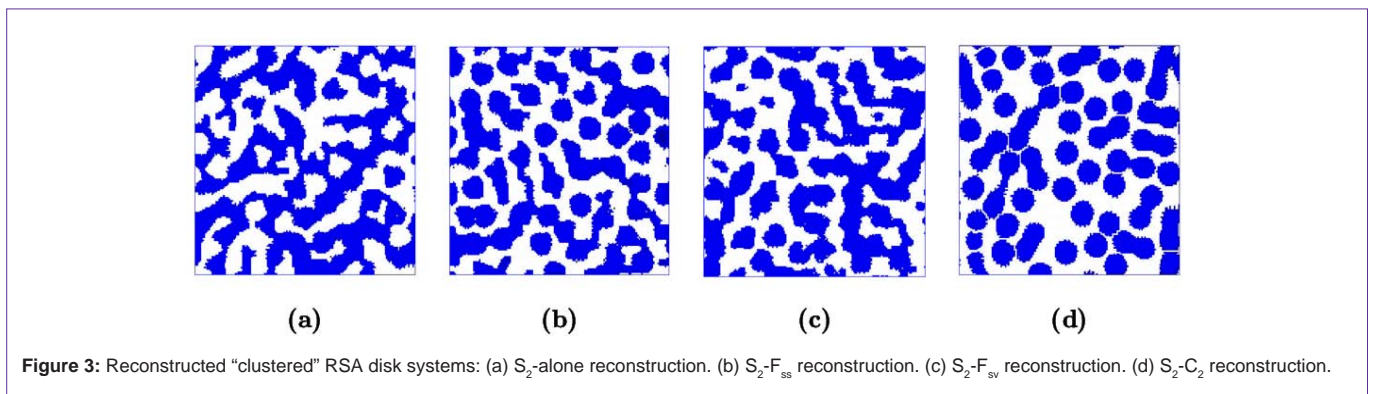 (a) (b) (c) (d)
Figure 3: Reconstructed “clustered” RSA disk systems: (a) S₂-alone reconstruction. (b) S₂-Fₛₛ reconstruction. (c) S₂-Fₛᵥ reconstruction. (d) S₂-C₂ reconstruction.